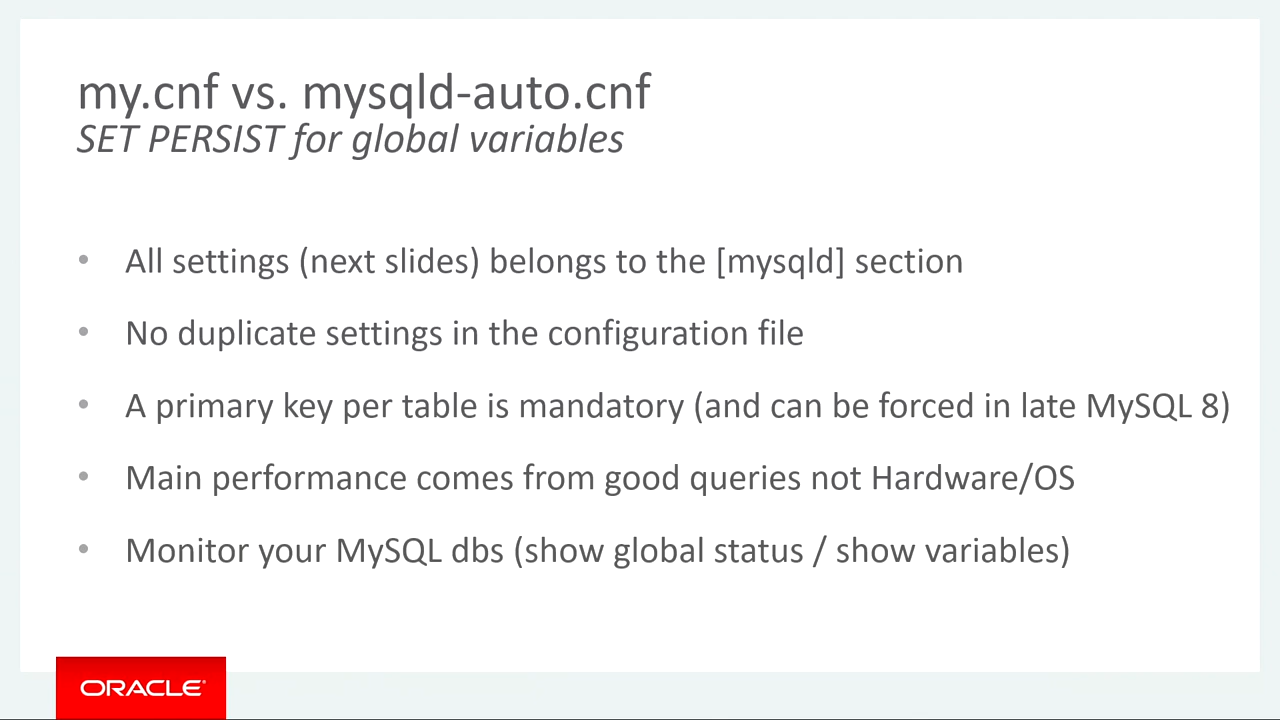 my.cnf vs. mysqld-auto.cnf
SET PERSIST for global variables
• All settings (next slides) belongs to the [mysqld] section
• No duplicate settings in the configuration file
• A primary key per table is mandatory (and can be forced in late MySQL 8)
• Main performance comes from good queries not Hardware/OS
• Monitor your MySQL dbs (show global status / show variables)
ORACLE®